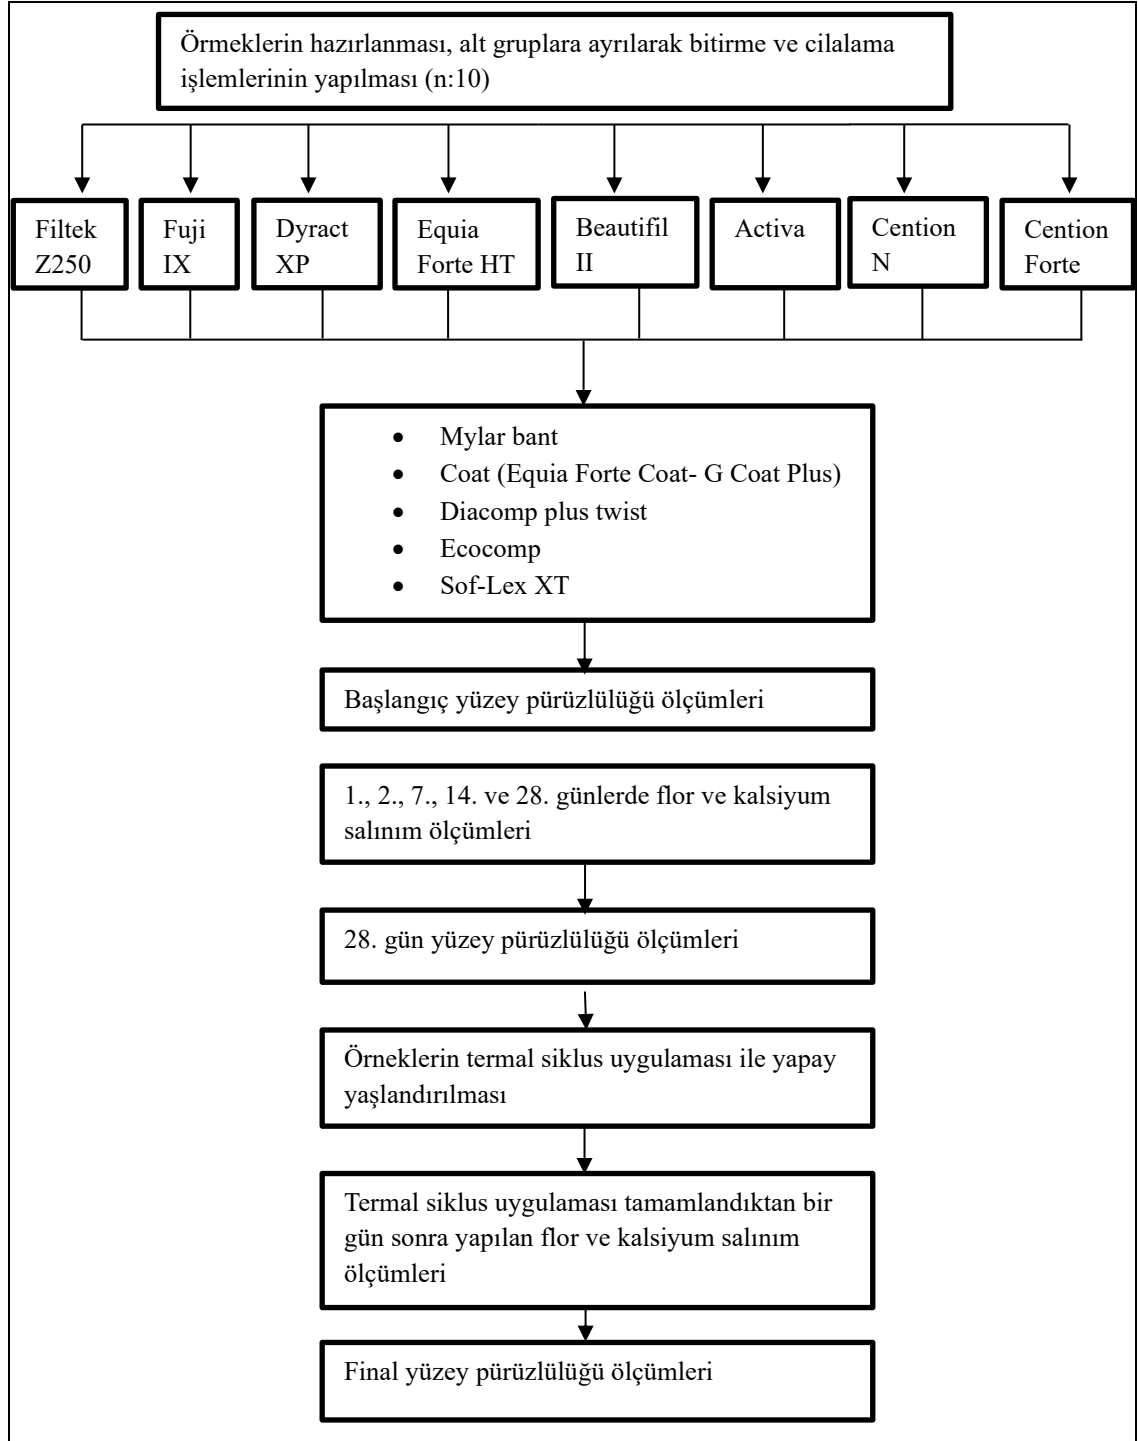 Örmeklerin hazırlanması, alt gruplara ayrılarak bitirme ve cilalama
işlemlerinin yapılması (n:10)
Filtek
Z250
Fuji
IX
Dyract
XP
Equia
Forte HT
Beautifil
II
Activa
Cention
N
Cention
Forte
• Mylar bant
• Coat (Equia Forte Coat- G Coat Plus)
• Diacomp plus twist
• Ecocomp
• Sof-Lex XT
Başlangıç yüzey pürüzlülüğü ölçümleri
1., 2., 7., 14. ve 28. günlerde flor ve kalsiyum
salınım ölçümleri
28. gün yüzey pürüzlülüğü ölçümleri
Örneklerin termal siklus uygulaması ile yapay
yaşlandırılması
Termal siklus uygulaması tamamlandıktan bir
gün sonra yapılan flor ve kalsiyum salınım
ölçümleri
Final yüzey pürüzlülüğü ölçümleri